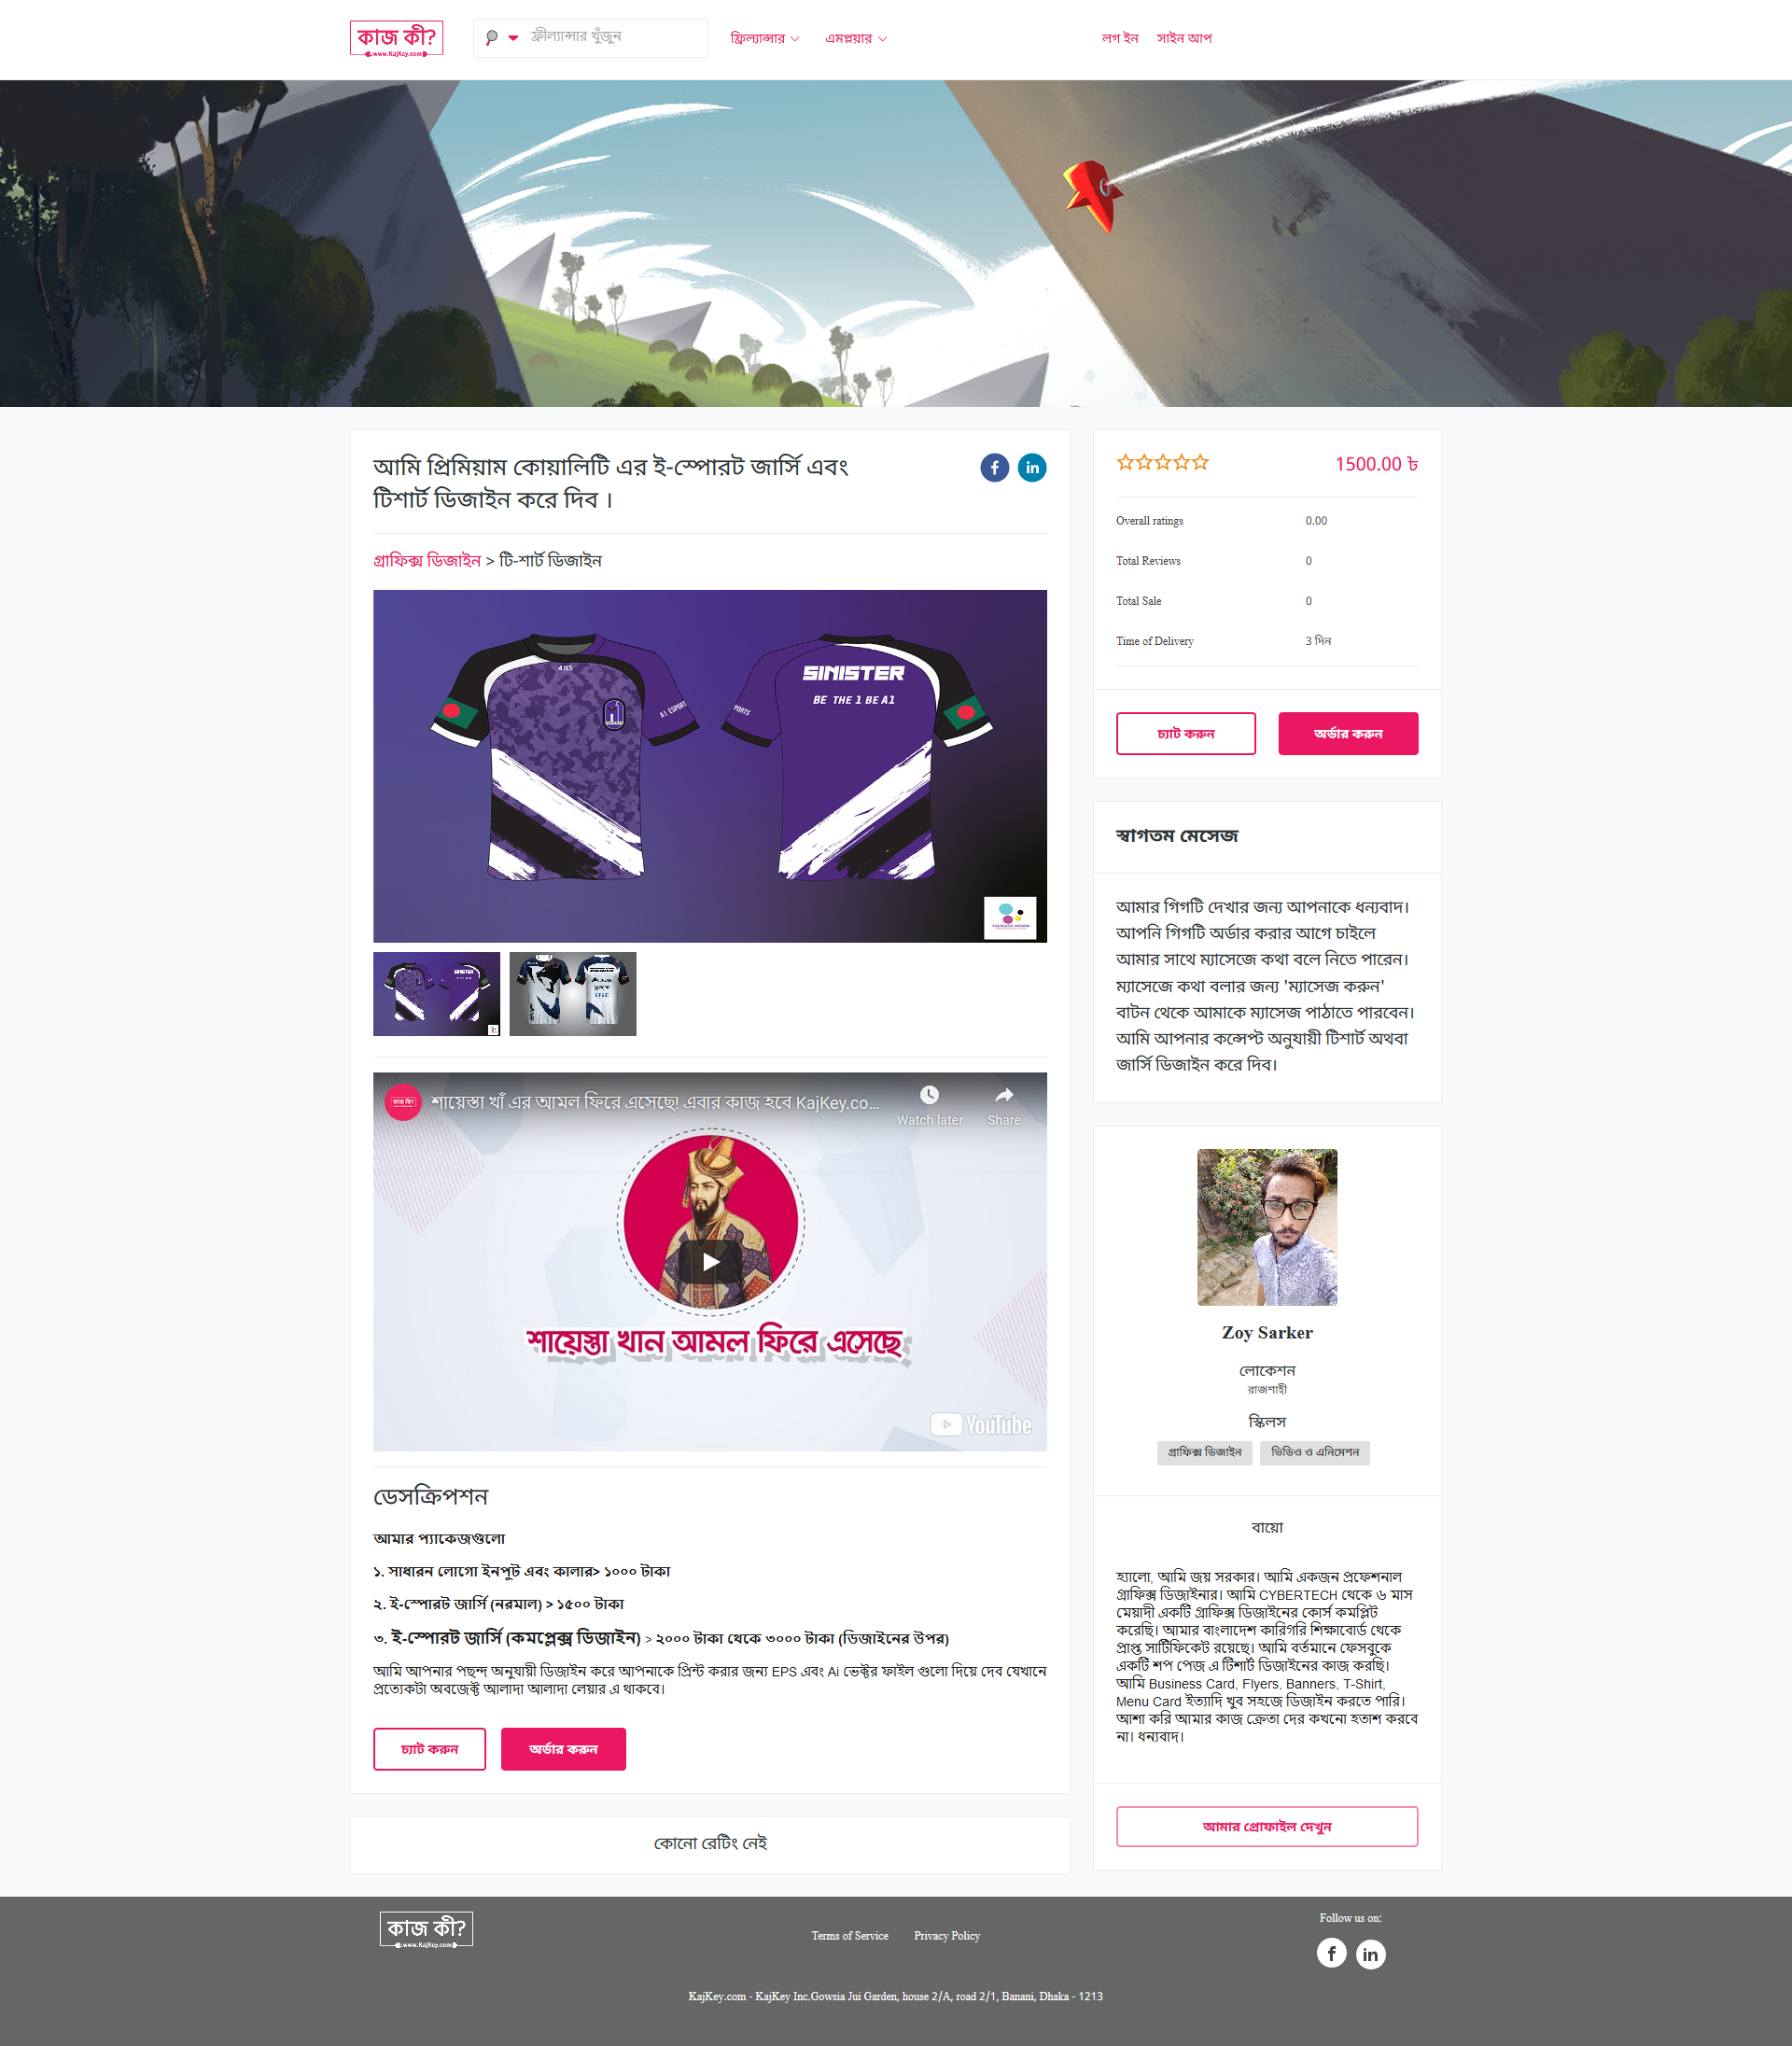 কাজ কী?
www.KajKey.com
ফ্রীল্যান্সার খুঁজুন
ফ্রিল্যান্সার
এমপ্লয়ার
লগ ইন
সাইন আপ
আমি প্রিমিয়াম কোয়ালিটি এর ই-স্পোরট জার্সি এবং
টিশার্ট ডিজাইন করে দিব ।
গ্রাফিক্স ডিজাইন > টি-শার্ট ডিজাইন
A1ES
A1 ESPORT
PORTS
SINISTER
BE THE 1 BE A1
FACELESS DESIGN
SINISTER
কাজ কি?
শায়েস্তা খাঁ এর আমল ফিরে এসেছে! এবার কাজ হবে KajKey.co...
Watch later
Share
শায়েস্তা খান আমল ফিরে এসেছে
YouTube
ডেসক্রিপশন
আমার প্যাকেজগুলো
১. সাধারন লোগো ইনপুট এবং কালার> ১০০০ টাকা
২. ই-স্পোরট জার্সি (নরমাল) > ১৫০০ টাকা
৩. ই-স্পোরট জার্সি (কমপ্লেক্স ডিজাইন) > ২০০০ টাকা থেকে ৩০০০ টাকা (ডিজাইনের উপর)
আমি আপনার পছন্দ অনুযায়ী ডিজাইন করে আপনাকে প্রিন্ট করার জন্য EPS এবং Ai ভেক্টর ফাইল গুলো দিয়ে দেব যেখানে
প্রত্যেকটা অবজেক্ট আলাদা আলাদা লেয়ার এ থাকবে।
চ্যাট করুন
অর্ডার করুন
কোনো রেটিং নেই
1500.00 ৳
Overall ratings 0.00
Total Reviews 0
Total Sale 0
Time of Delivery 3 দিন
চ্যাট করুন
অর্ডার করুন
স্বাগতম মেসেজ
আমার গিগটি দেখার জন্য আপনাকে ধন্যবাদ।
আপনি গিগটি অর্ডার করার আগে চাইলে
আমার সাথে ম্যাসেজে কথা বলে নিতে পারেন।
ম্যাসেজে কথা বলার জন্য 'ম্যাসেজ করুন'
বাটন থেকে আমাকে ম্যাসেজ পাঠাতে পারবেন।
আমি আপনার কন্সেপ্ট অনুযায়ী টিশার্ট অথবা
জার্সি ডিজাইন করে দিব।
Zoy Sarker
লোকেশন
রাজশাহী
স্কিলস
গ্রাফিক্স ডিজাইন
ভিডিও ও এনিমেশন
বায়ো
হ্যালো, আমি জয় সরকার। আমি একজন প্রফেশনাল
গ্রাফিক্স ডিজাইনার। আমি CYBERTECH থেকে ৬ মাস
মেয়াদী একটি গ্রাফিক্স ডিজাইনের কোর্স কমপ্লিট
করেছি। আমার বাংলাদেশ কারিগরি শিক্ষাবোর্ড থেকে
প্রাপ্ত সার্টিফিকেট রয়েছে। আমি বর্তমানে ফেসবুকে
একটি শপ পেজ এ টিশার্ট ডিজাইনের কাজ করছি।
আমি Business Card, Flyers, Banners, T-Shirt,
Menu Card ইত্যাদি খুব সহজে ডিজাইন করতে পারি।
আশা করি আমার কাজ ক্রেতা দের কখনো হতাশ করবে
না। ধন্যবাদ।
আমার প্রোফাইল দেখুন
কাজ কী?
www.KajKey.com
Terms of Service
Privacy Policy
Follow us on:
KajKey.com - KajKey Inc.Gowsia Jui Garden, house 2/A, road 2/1, Banani, Dhaka - 1213